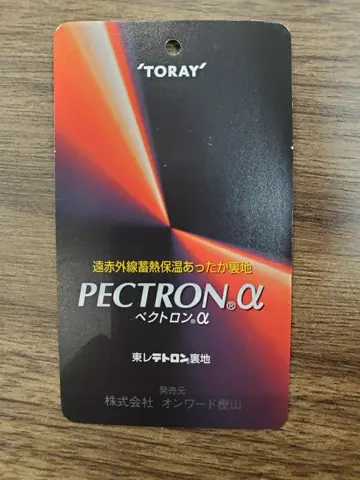 'TORAY'
遠赤外線蓄熱保温あったか裏地
PECTRON®α
ペクトロン®α
東レテトロン®裏地
発売元
株式会社 オンワード樫山